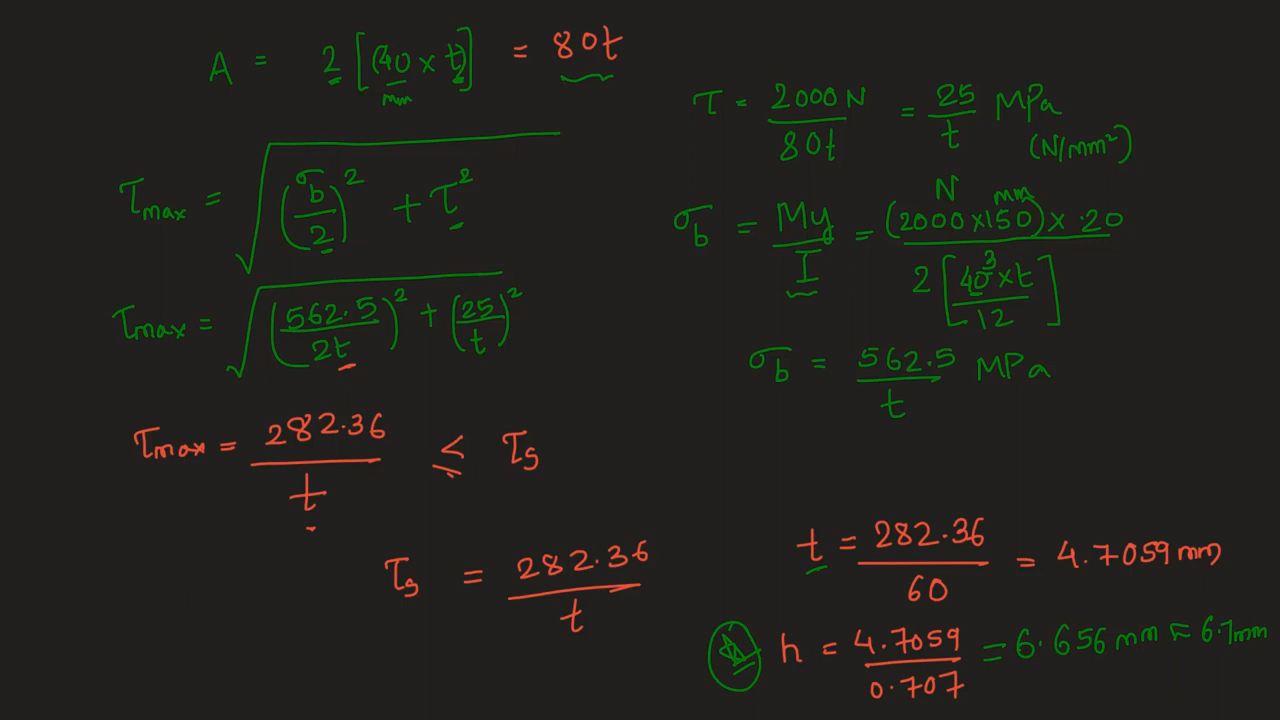 A = 2 [(40 × t)] = 80t
mm
τ = 2000 N / 80t = 25 / t MPa
(N/mm²)
τmax = √((σb / 2)² + τ²)
σb = My / I = (2000 × 150) × 20 / 2 [40³ × t / 12]
N mm
τmax = √((562.5 / 2t)² + (25 / t)²)
σb = 562.5 / t MPa
τmax = 282.36 / t ≤ τs
τs = 282.36 / t
t = 282.36 / 60 = 4.7059 mm
h = 4.7059 / 0.707 = 6.656 mm ≈ 6.7mm